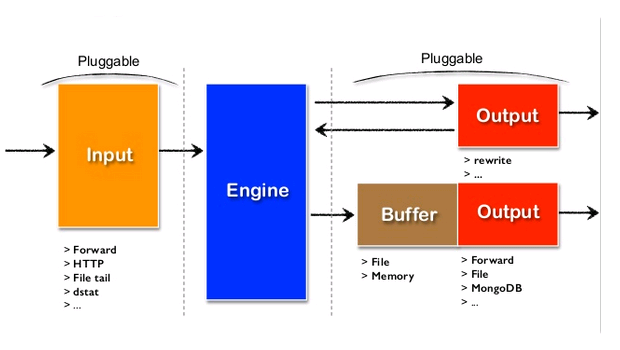 Pluggable
Pluggable
Input
Engine
Output
> rewrite
> ...
Buffer
Output
> Forward
> HTTP
> File tail
> dstat
> ...
> File
> Memory
> Forward
> File
> MongoDB
> ...